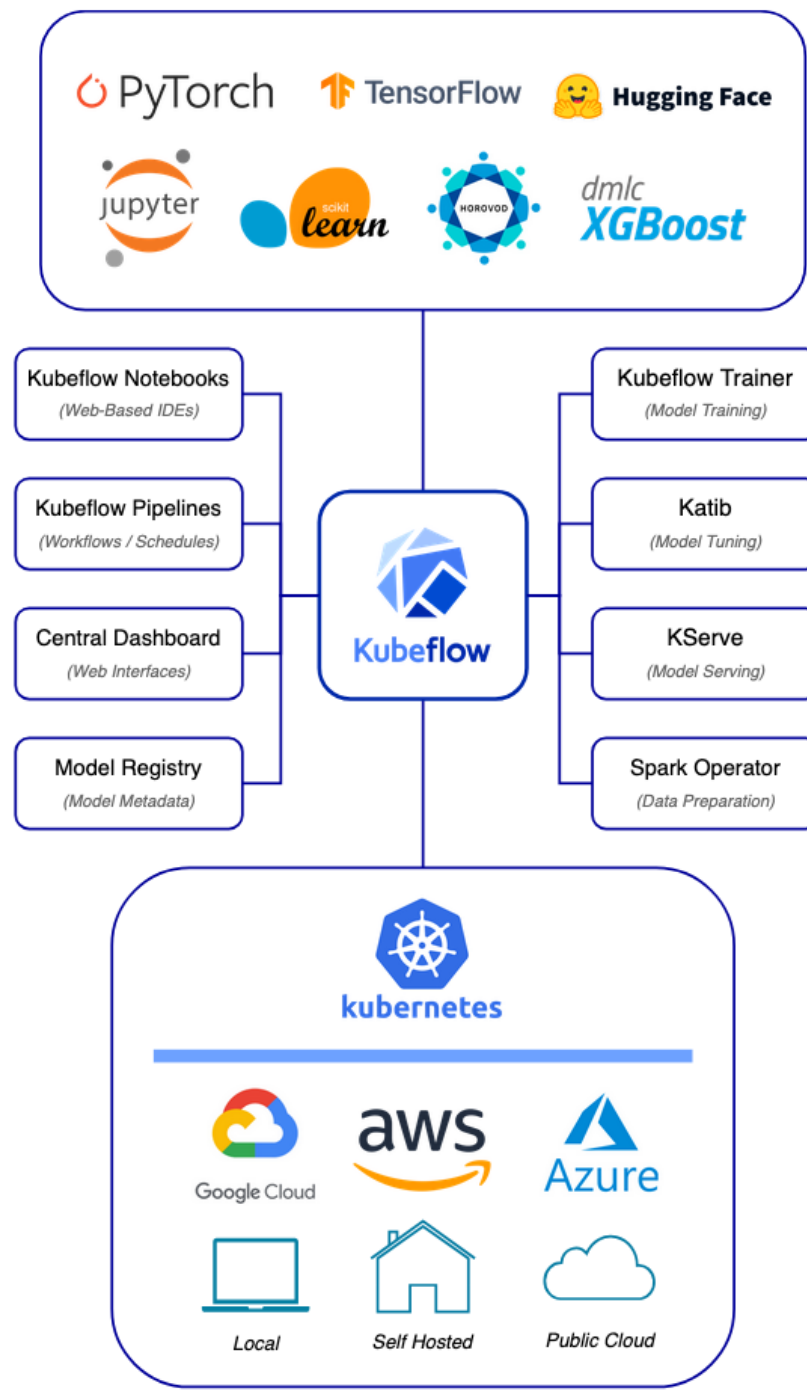 PyTorch
TensorFlow
Hugging Face
jupyter
scikit
learn
HOROVOD
dmlc
XGBoost
Kubeflow Notebooks
(Web-Based IDEs)
Kubeflow Pipelines
(Workflows / Schedules)
Central Dashboard
(Web Interfaces)
Model Registry
(Model Metadata)
Kubeflow
Kubeflow Trainer
(Model Training)
Katib
(Model Tuning)
KServe
(Model Serving)
Spark Operator
(Data Preparation)
kubernetes
Google Cloud
aws
Azure
Local
Self Hosted
Public Cloud